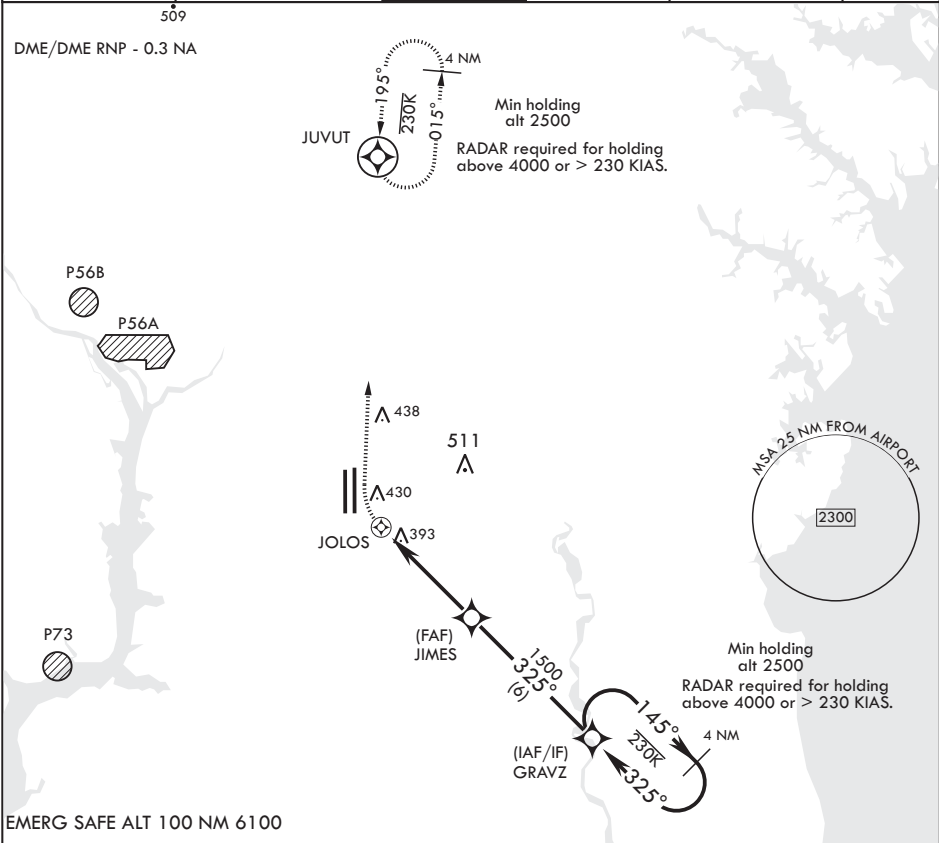 509
DME/DME RNP - 0.3 NA
4 NM
195°
230K
015°
JUVUT
Min holding
alt 2500
RADAR required for holding
above 4000 or > 230 KIAS.
P56B
P56A
438
511
430
JOLOS
393
MSA 25 NM FROM AIRPORT
2300
P73
(FAF)
JIMES
1500
325°
(6)
Min holding
alt 2500
RADAR required for holding
above 4000 or > 230 KIAS.
145°
230K
4 NM
325°
(IAF/IF)
GRAVZ
EMERG SAFE ALT 100 NM 6100